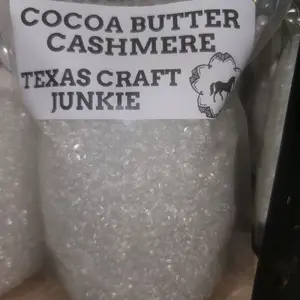 COCOA BUTTER
CASHMERE
TEXAS CRAFT
JUNKIE